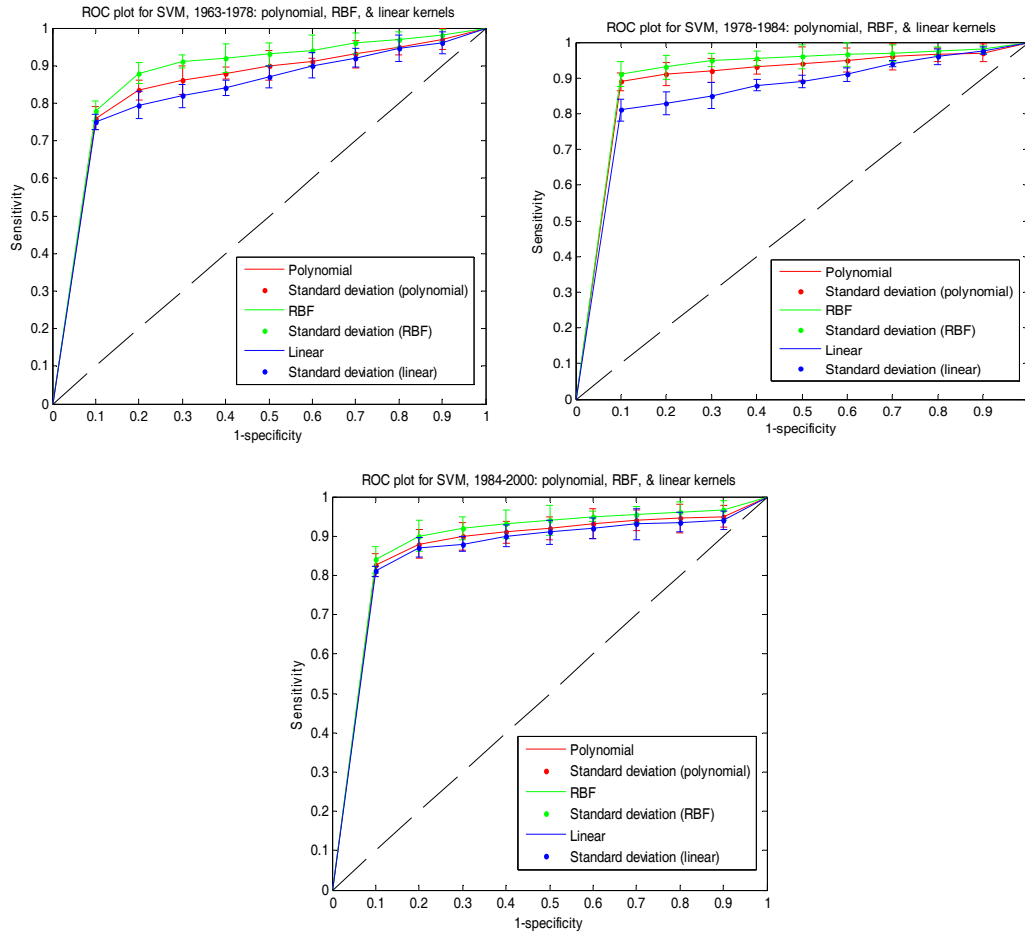 ROC plot for SVM, 1963-1978: polynomial, RBF, & linear kernels
1
0.9
0.8
0.7
0.6
0.5
0.4
0.3
0.2
0.1
0
Sensitivity
Polynomial
Standard deviation (polynomial)
RBF
Standard deviation (RBF)
Linear
Standard deviation (linear)
0 0.1 0.2 0.3 0.4 0.5 0.6 0.7 0.8 0.9 1
1-specificity
ROC plot for SVM, 1978-1984: polynomial, RBF, & linear kernels
1
0.9
0.8
0.7
0.6
0.5
0.4
0.3
0.2
0.1
0
Sensitivity
Polynomial
Standard deviation (polynomial)
RBF
Standard deviation (RBF)
Linear
Standard deviation (linear)
0 0.1 0.2 0.3 0.4 0.5 0.6 0.7 0.8 0.9
1-specificity
ROC plot for SVM, 1984-2000: polynomial, RBF, & linear kernels
1
0.9
0.8
0.7
0.6
0.5
0.4
0.3
0.2
0.1
0
Sensitivity
Polynomial
Standard deviation (polynomial)
RBF
Standard deviation (RBF)
Linear
Standard deviation (linear)
0 0.1 0.2 0.3 0.4 0.5 0.6 0.7 0.8 0.9 1
1-specificity